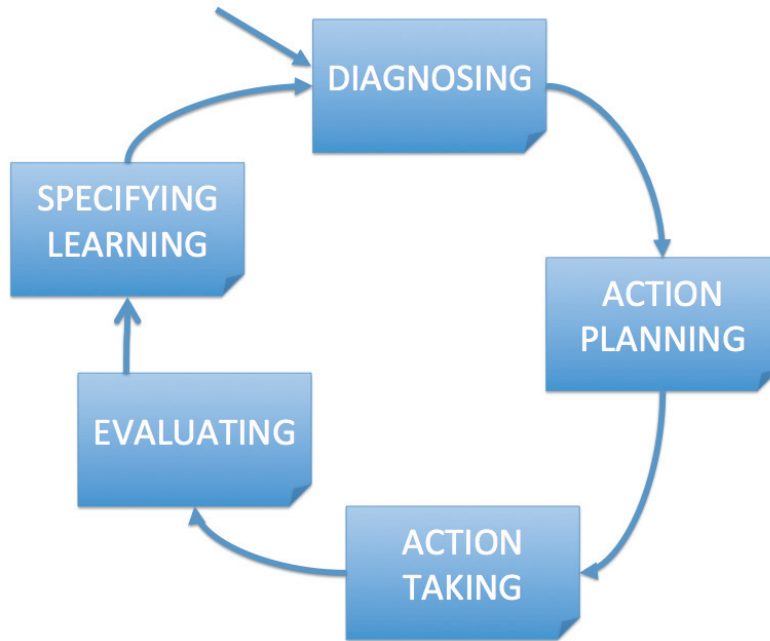 DIAGNOSING
ACTION
PLANNING
ACTION
TAKING
EVALUATING
SPECIFYING
LEARNING